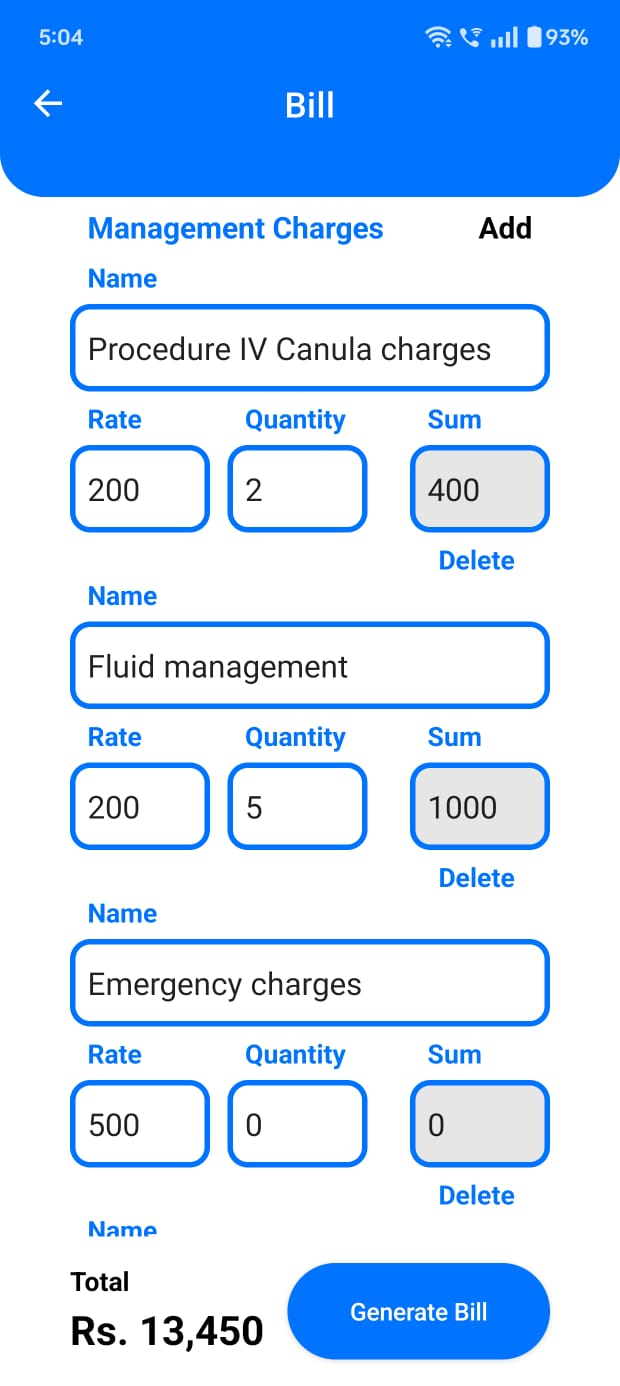 5:04 93%
Bill
Management Charges Add
Name
Procedure IV Canula charges
Rate Quantity Sum
200 2 400
Delete
Name
Fluid management
Rate Quantity Sum
200 5 1000
Delete
Name
Emergency charges
Rate Quantity Sum
500 0 0
Delete
Name
Total
Rs. 13,450 Generate Bill